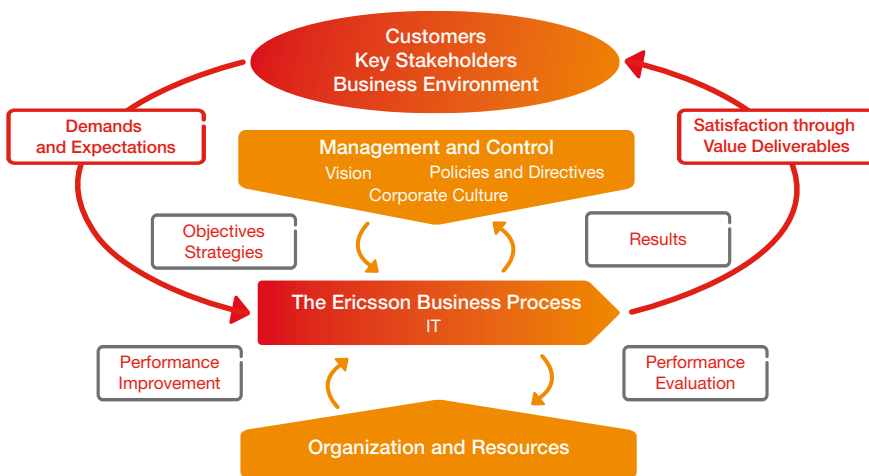 Customers
Key Stakeholders
Business Environment
Demands
and Expectations
Satisfaction through
Value Deliverables
Management and Control
Vision
Policies and Directives
Corporate Culture
Objectives
Strategies
Results
The Ericsson Business Process
IT
Performance
Improvement
Performance
Evaluation
Organization and Resources